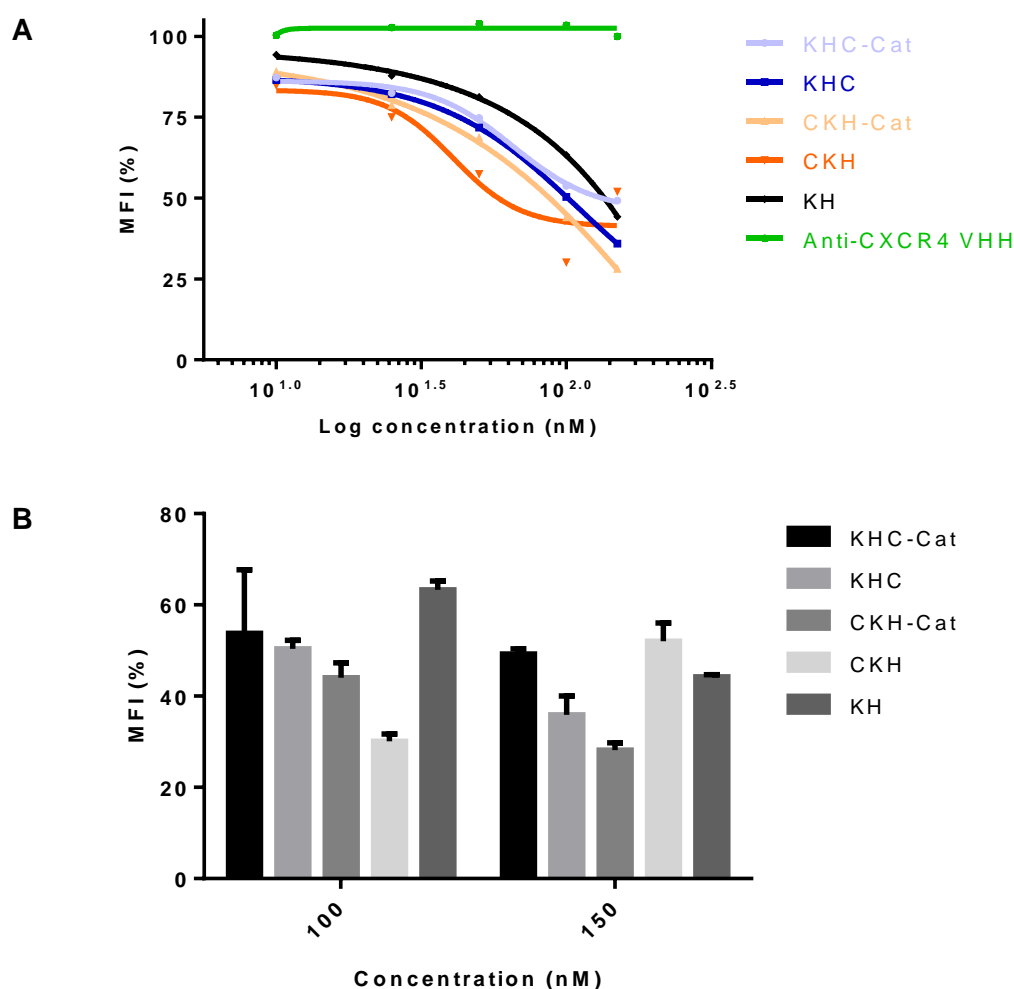 A
100
75
50
25
0
MFI (%)
10^1.0 10^1.5 10^2.0 10^2.5
Log concentration (nM)
KHC-Cat
KHC
CKH-Cat
CKH
KH
Anti-CXCR4 VHH
B
80
60
40
20
0
MFI (%)
100 150
Concentration (nM)
KHC-Cat
KHC
CKH-Cat
CKH
KH